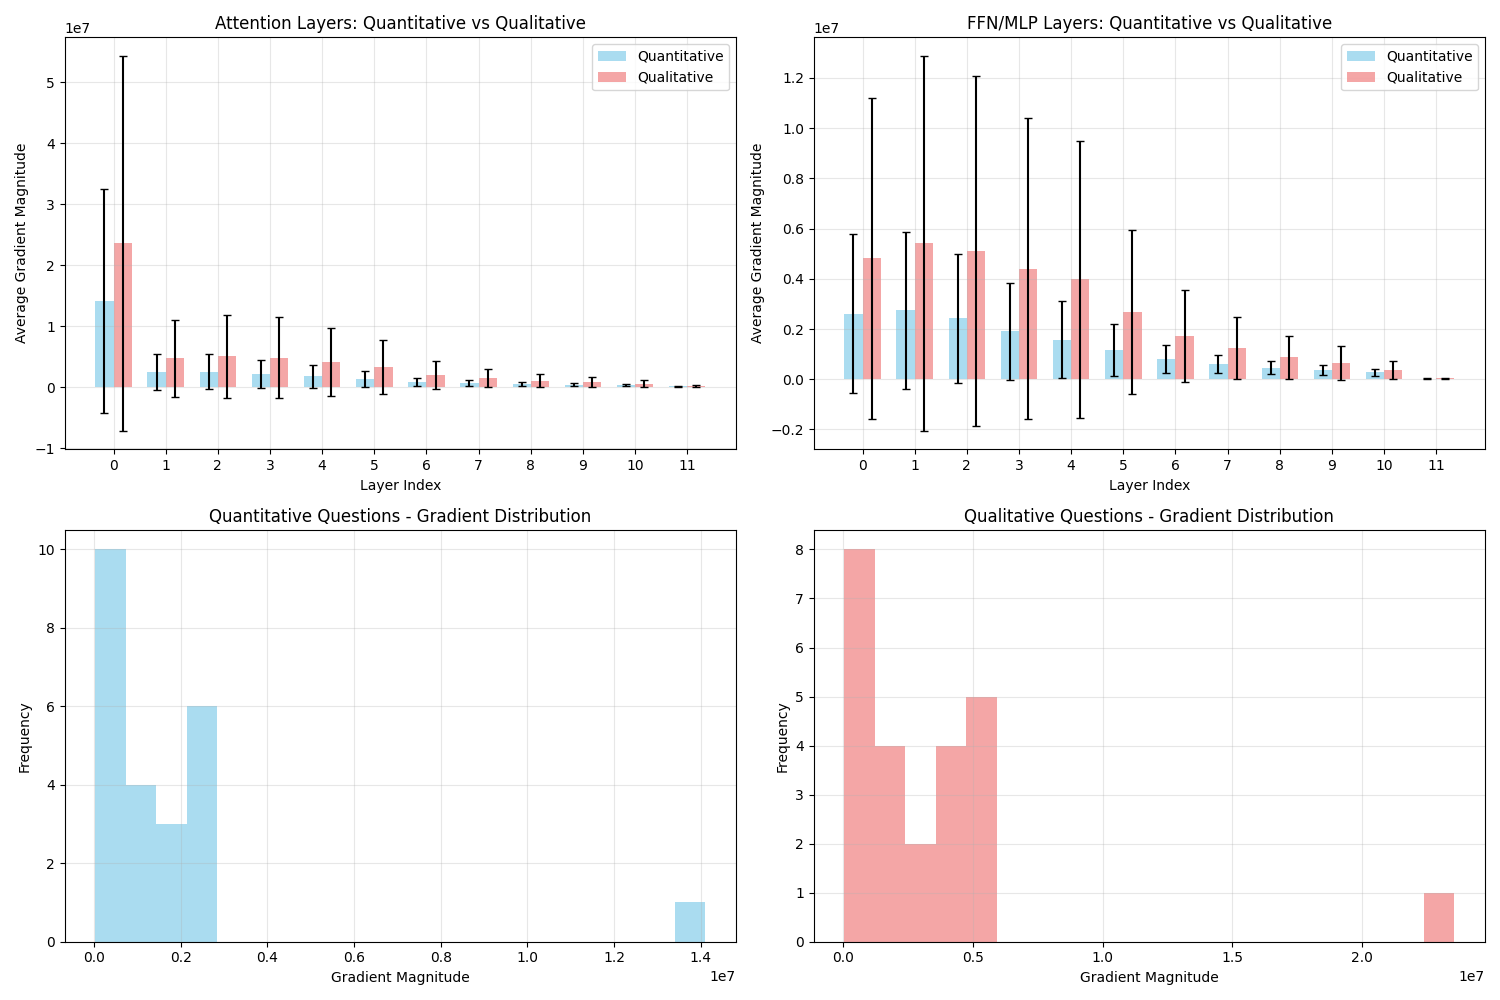 Attention Layers: Quantitative vs Qualitative
1e7
Quantitative
Qualitative
5
4
3
2
1
0
−1
Average Gradient Magnitude
0 1 2 3 4 5 6 7 8 9 10 11
Layer Index
FFN/MLP Layers: Quantitative vs Qualitative
1e7
Quantitative
Qualitative
1.2
1.0
0.8
0.6
0.4
0.2
0.0
−0.2
Average Gradient Magnitude
0 1 2 3 4 5 6 7 8 9 10 11
Layer Index
Quantitative Questions - Gradient Distribution
10
8
6
4
2
0
Frequency
0.0 0.2 0.4 0.6 0.8 1.0 1.2 1.4
1e7
Gradient Magnitude
Qualitative Questions - Gradient Distribution
8
7
6
5
4
3
2
1
0
Frequency
0.0 0.5 1.0 1.5 2.0
1e7
Gradient Magnitude